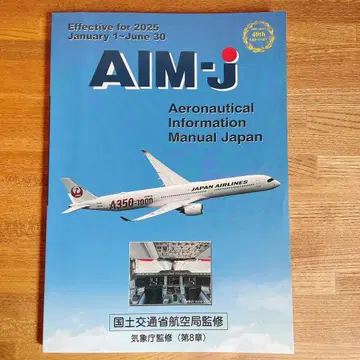 Effective for 2025
January 1~June 30
40th
AIM-J
Aeronautical
Information
Manual Japan
JAPAN AIRLINES
A350-1000
国土交通省航空局監修
気象庁監修（第8章）